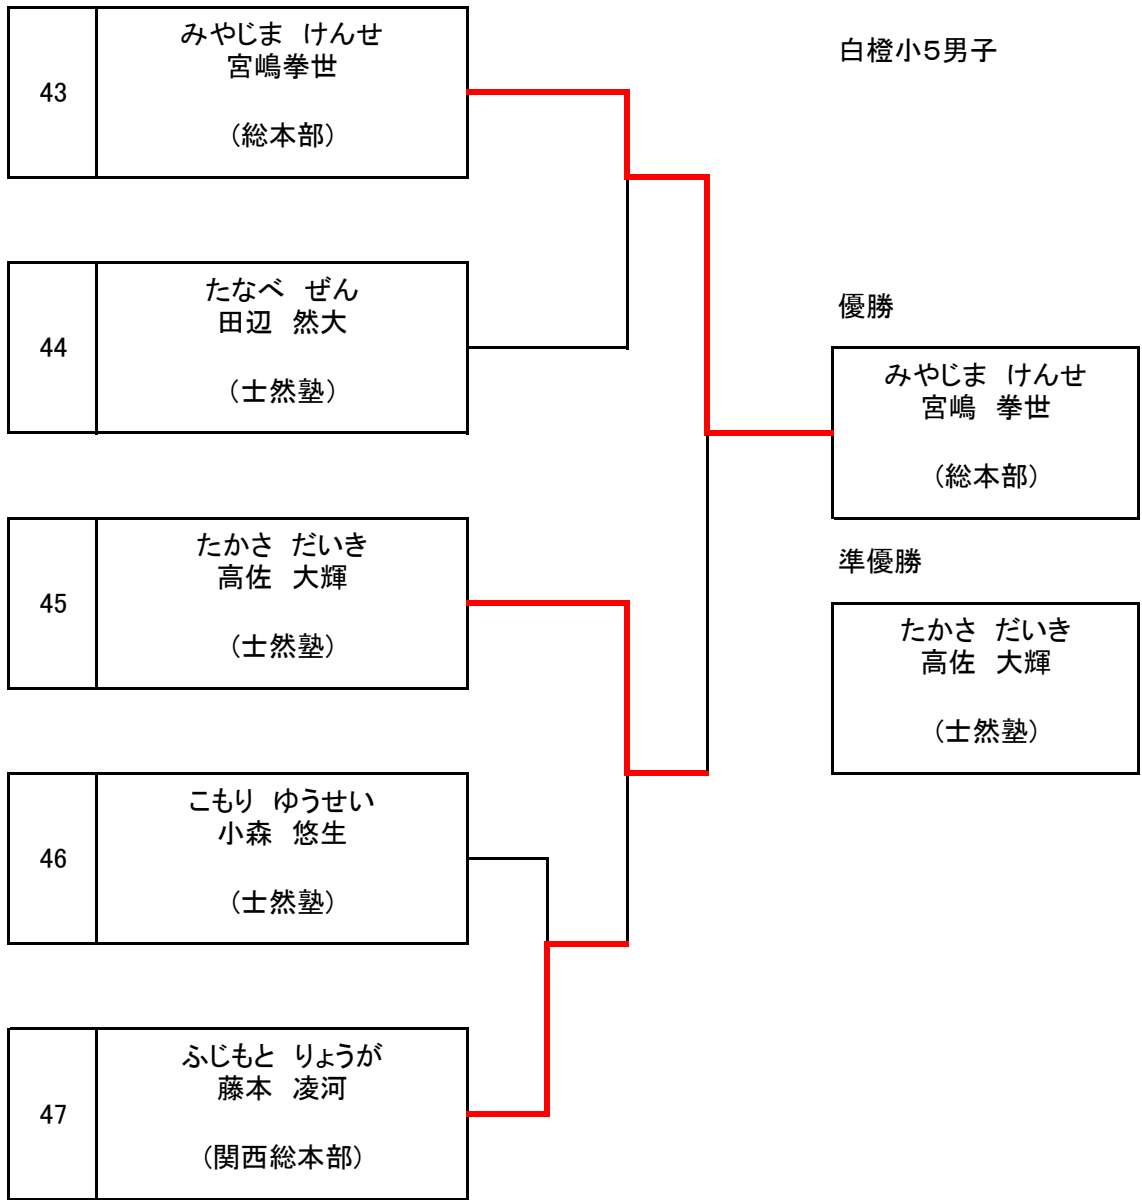 白橙小5男子
43
みやじま　けんせ
宮嶋拳世
（総本部）
44
たなべ　ぜん
田辺　然大
（士然塾）
45
たかさ　だいき
高佐　大輝
（士然塾）
46
こもり　ゆうせい
小森　悠生
（士然塾）
47
ふじもと　りょうが
藤本　凌河
（関西総本部）
優勝
みやじま　けんせ
宮嶋　拳世
（総本部）
準優勝
たかさ　だいき
高佐　大輝
（士然塾）